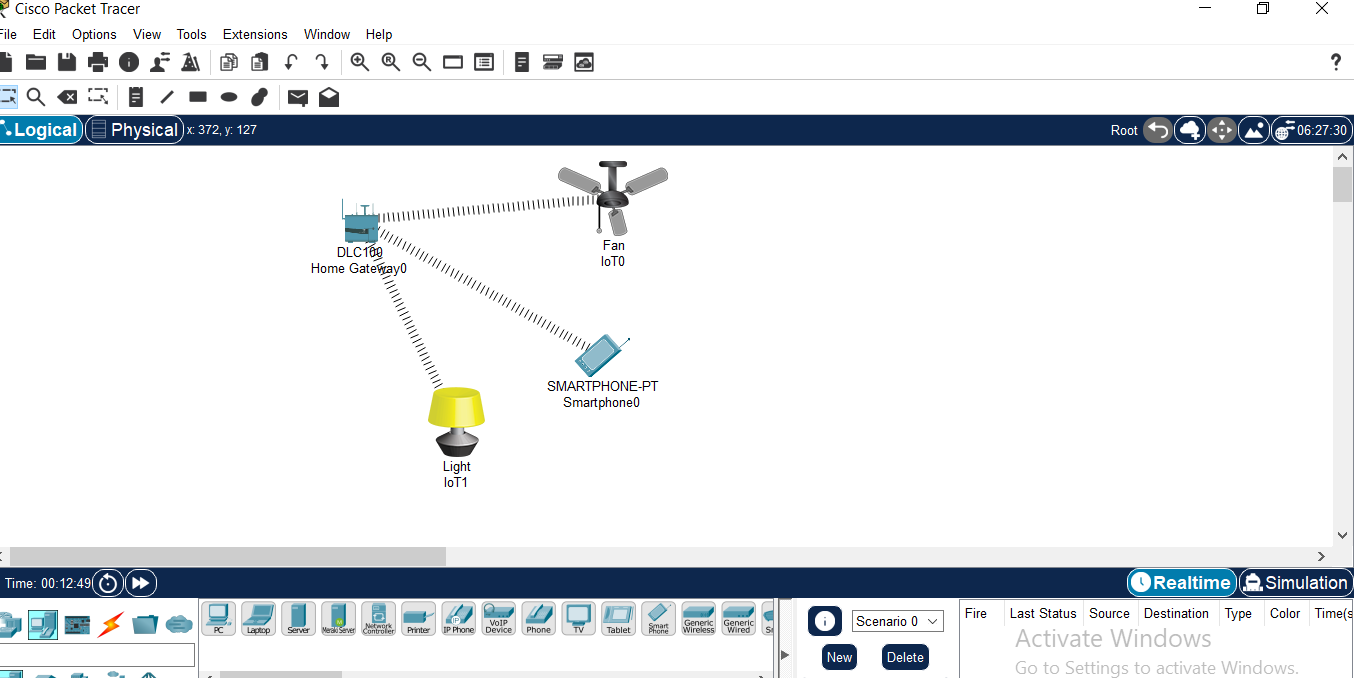 Cisco Packet Tracer
File Edit Options View Tools Extensions Window Help
Logical Physical x: 372, y: 127 Root 06:27:30
Fan
IoT0
DLC100
Home Gateway0
SMARTPHONE-PT
Smartphone0
Light
IoT1
Time: 00:12:49 Realtime Simulation
PC Laptop Server Meraki Server Network Controller Printer IP Phone VoIP Device Phone TV Tablet Smart Phone Generic Wireless Generic Wired
Scenario 0
New Delete
Fire Last Status Source Destination Type Color Time(s
Activate Windows
Go to Settings to activate Windows.